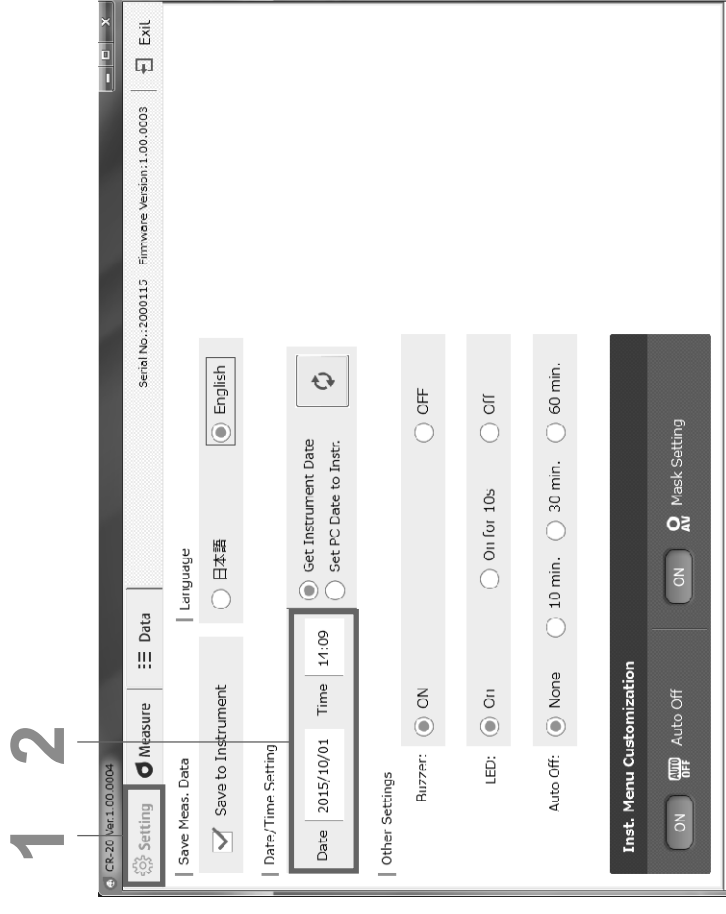 1
2
CR-20 Ver.1.00.0004
Setting
Measure
Data
Serial No.:2000115 Firmware Version:1.00.0003
Exit
Save Meas. Data
Save to Instrument
Language
日本語
English
Date/Time Setting
Date 2015/10/01 Time 14:09
Get Instrument Date
Set PC Date to Instr.
Other Settings
Buzzer: ON OFF
LED: On On for 10s Off
Auto Off: None 10 min. 30 min. 60 min.
Inst. Menu Customization
ON AUTO OFF Auto Off
ON AV Mask Setting